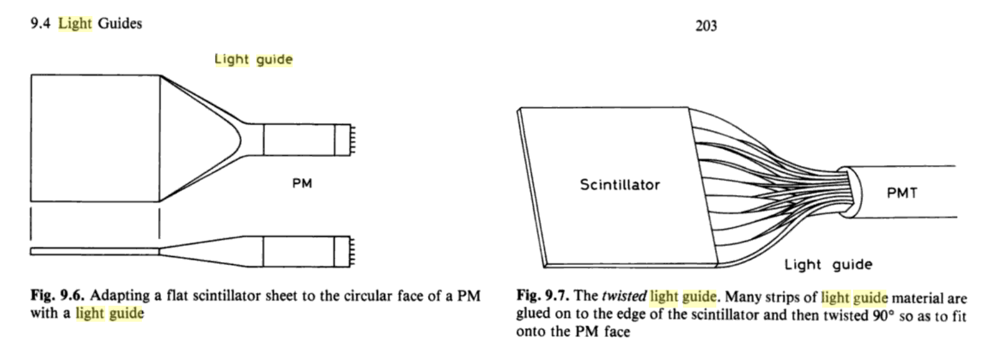 9.4 Light Guides
203
Light guide
PM
Fig. 9.6. Adapting a flat scintillator sheet to the circular face of a PM
with a light guide
Scintillator
PMT
Light guide
Fig. 9.7. The twisted light guide. Many strips of light guide material are
glued on to the edge of the scintillator and then twisted 90° so as to fit
onto the PM face